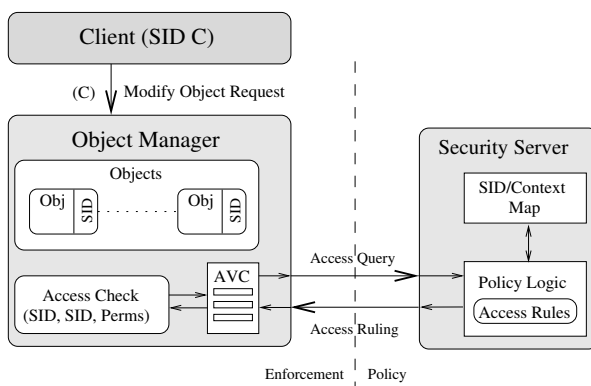 Client (SID C)
(C) Modify Object Request
Object Manager
Objects
Obj SID
Obj SID
Access Check
(SID, SID, Perms)
AVC
Access Query
Access Ruling
Security Server
SID/Context
Map
Policy Logic
Access Rules
Enforcement Policy